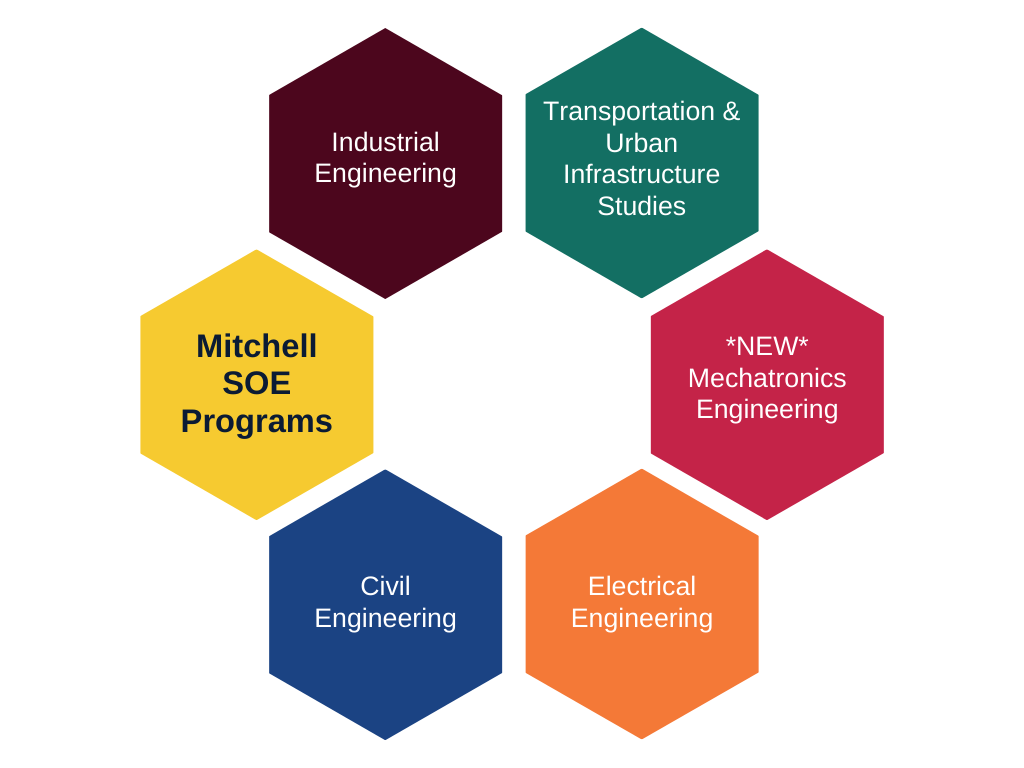 Industrial
Engineering
Transportation &
Urban
Infrastructure
Studies
Mitchell
SOE
Programs
*NEW*
Mechatronics
Engineering
Civil
Engineering
Electrical
Engineering